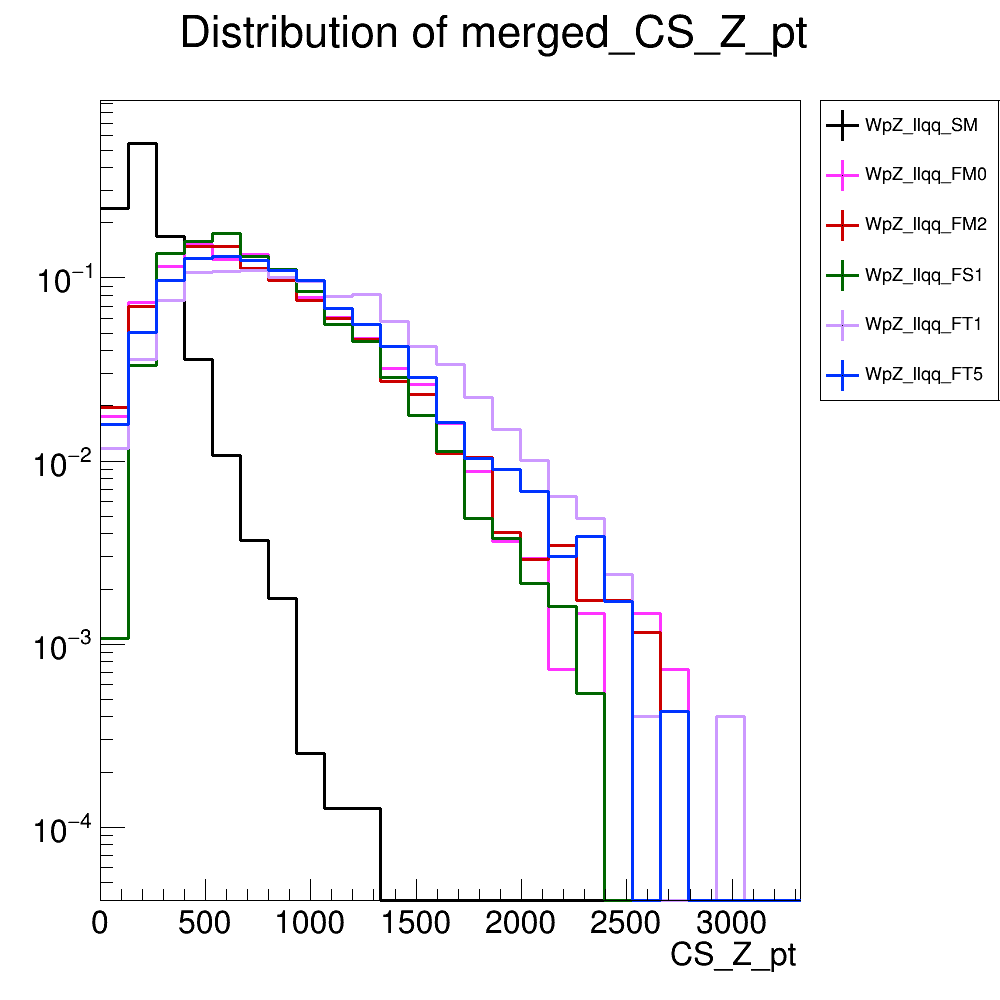 Distribution of merged_CS_Z_pt
WpZ_llqq_SM
WpZ_llqq_FM0
WpZ_llqq_FM2
WpZ_llqq_FS1
WpZ_llqq_FT1
WpZ_llqq_FT5
10⁻¹
10⁻²
10⁻³
10⁻⁴
0 500 1000 1500 2000 2500 3000
CS_Z_pt